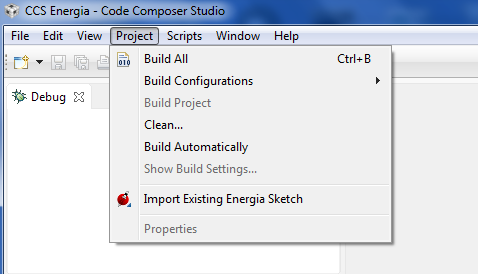 CCS Energia - Code Composer Studio
File Edit View Project Scripts Window Help
010 Build All Ctrl+B
Build Configurations
Debug Build Project
Clean...
Build Automatically
Show Build Settings...
Import Existing Energia Sketch
Properties